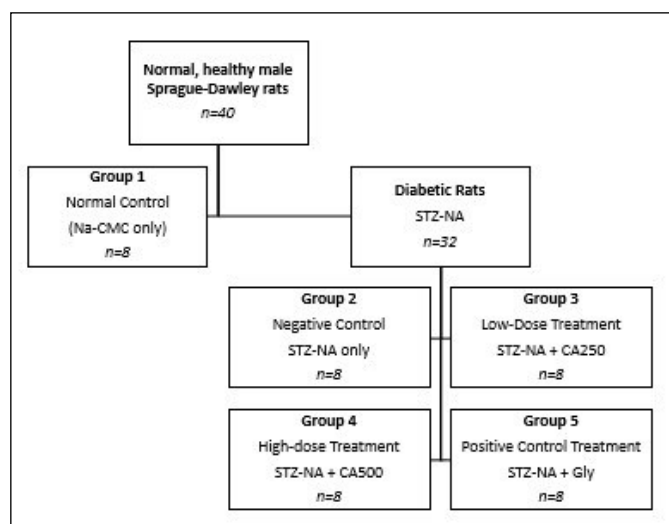 Normal, healthy male
Sprague-Dawley rats
n=40
Group 1
Normal Control
(Na-CMC only)
n=8
Diabetic Rats
STZ-NA
n=32
Group 2
Negative Control
STZ-NA only
n=8
Group 3
Low-Dose Treatment
STZ-NA + CA250
n=8
Group 4
High-dose Treatment
STZ-NA + CA500
n=8
Group 5
Positive Control Treatment
STZ-NA + Gly
n=8